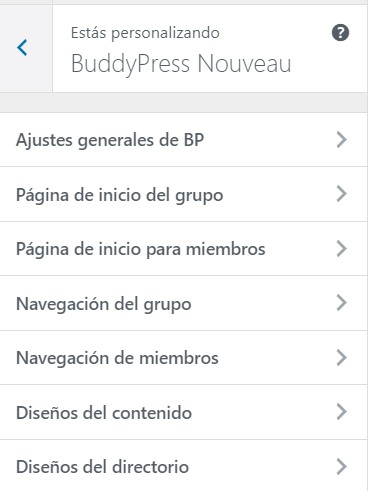 Estás personalizando
BuddyPress Nouveau
Ajustes generales de BP
Página de inicio del grupo
Página de inicio para miembros
Navegación del grupo
Navegación de miembros
Diseños del contenido
Diseños del directorio